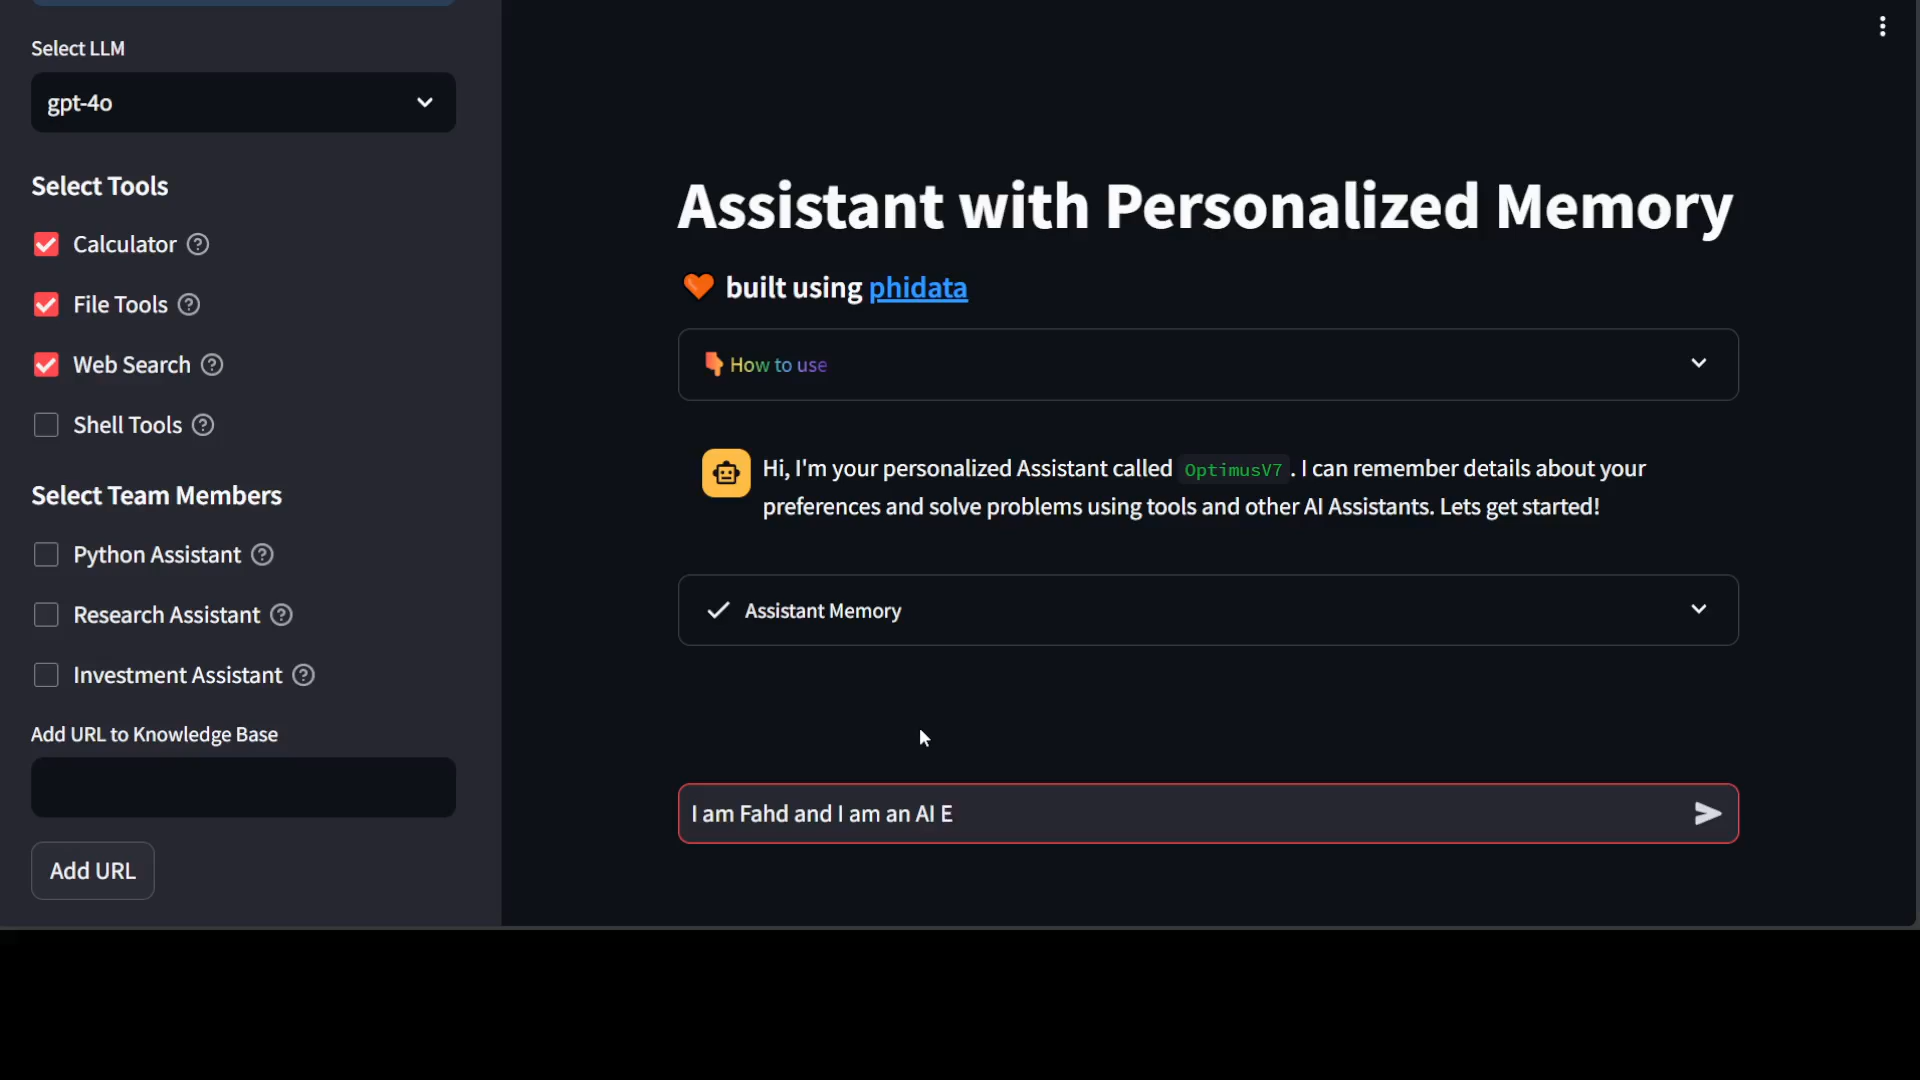 Select LLM
gpt-4o
Select Tools
Calculator
File Tools
Web Search
Shell Tools
Select Team Members
Python Assistant
Research Assistant
Investment Assistant
Add URL to Knowledge Base
Add URL
Assistant with Personalized Memory
built using phidata
How to use
Hi, I'm your personalized Assistant called OptimusV7. I can remember details about your
preferences and solve problems using tools and other AI Assistants. Lets get started!
Assistant Memory
I am Fahd and I am an AI E